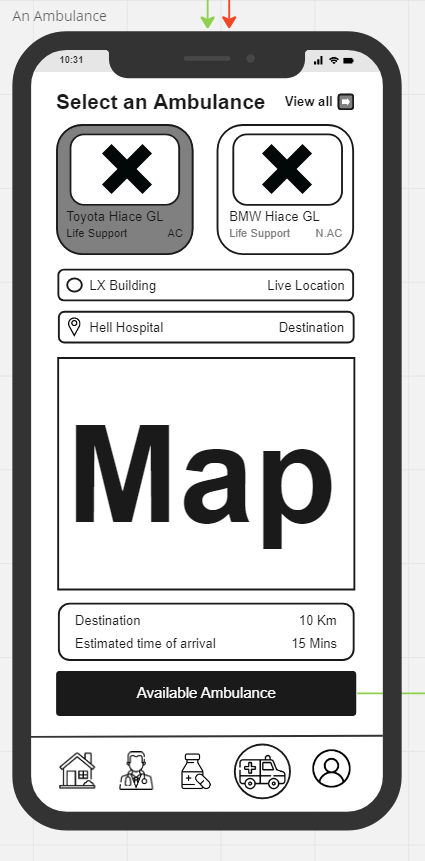 An Ambulance
10:31
Select an Ambulance View all
Toyota Hiace GL
Life Support AC
BMW Hiace GL
Life Support N.AC
LX Building Live Location
Hell Hospital Destination
Map
Destination 10 Km
Estimated time of arrival 15 Mins
Available Ambulance